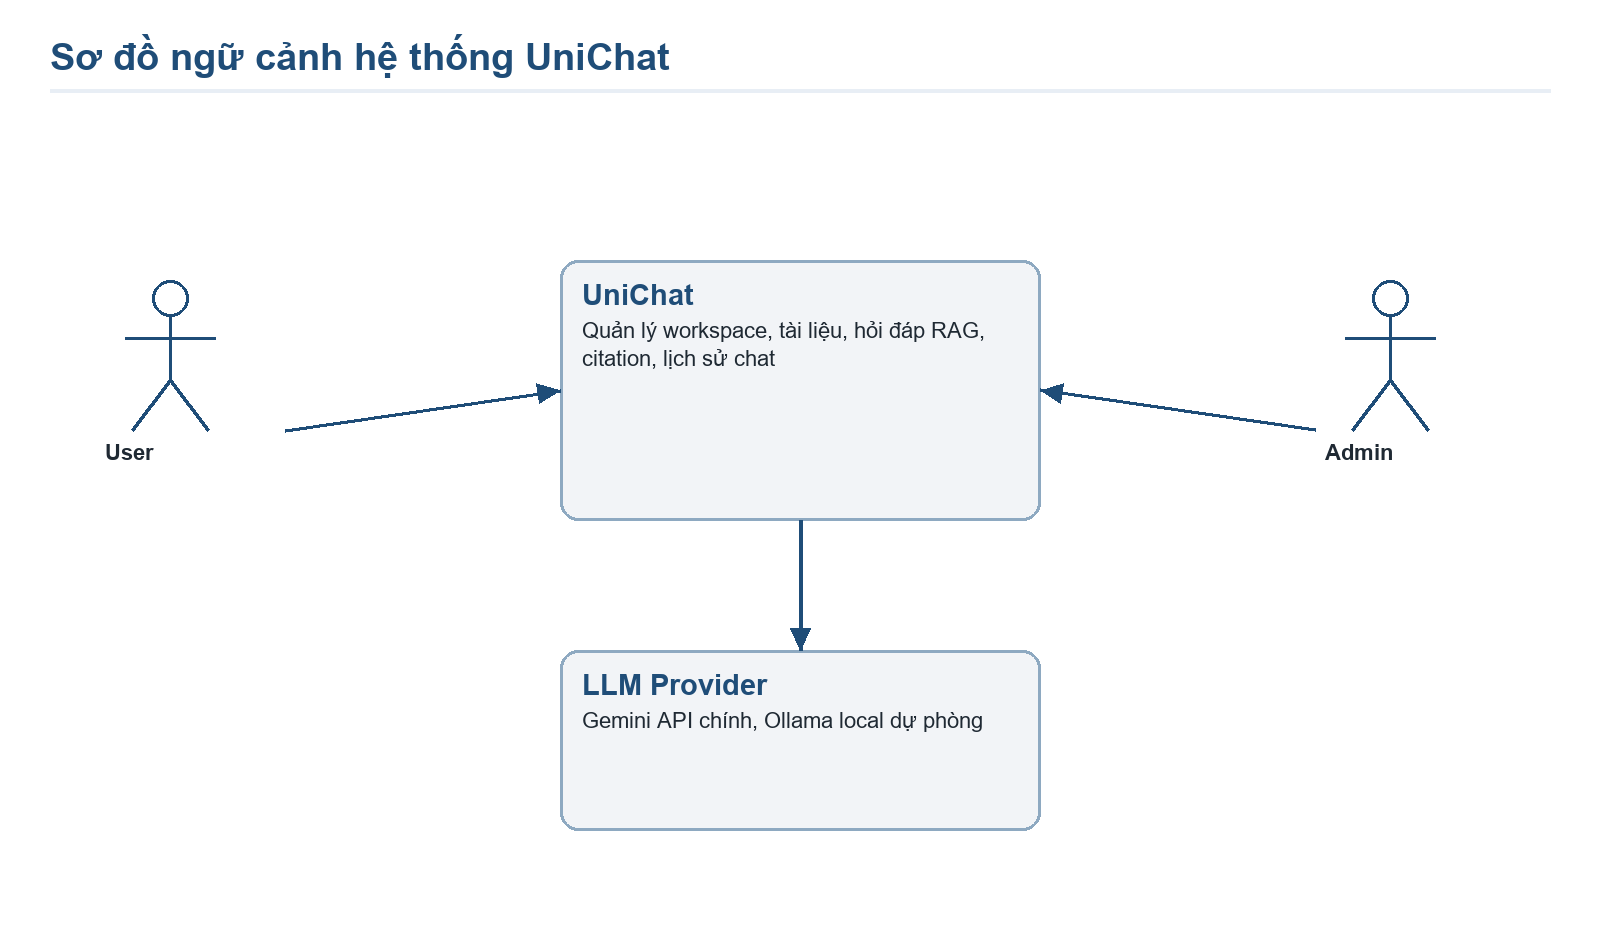 Sơ đồ ngữ cảnh hệ thống UniChat
UniChat
Quản lý workspace, tài liệu, hỏi đáp RAG,
citation, lịch sử chat
User
Admin
LLM Provider
Gemini API chính, Ollama local dự phòng